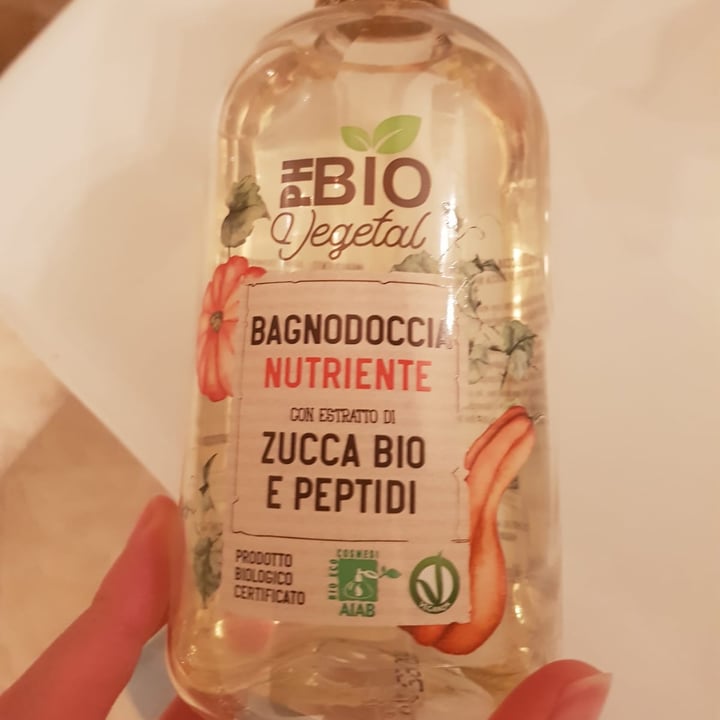 PH BIO
Vegetal
BAGNODOCCIA
NUTRIENTE
CON ESTRATTO DI
ZUCCA BIO
E PEPTIDI
PRODOTTO
BIOLOGICO
CERTIFICATO
BIO ECO COSMESI
AIAB